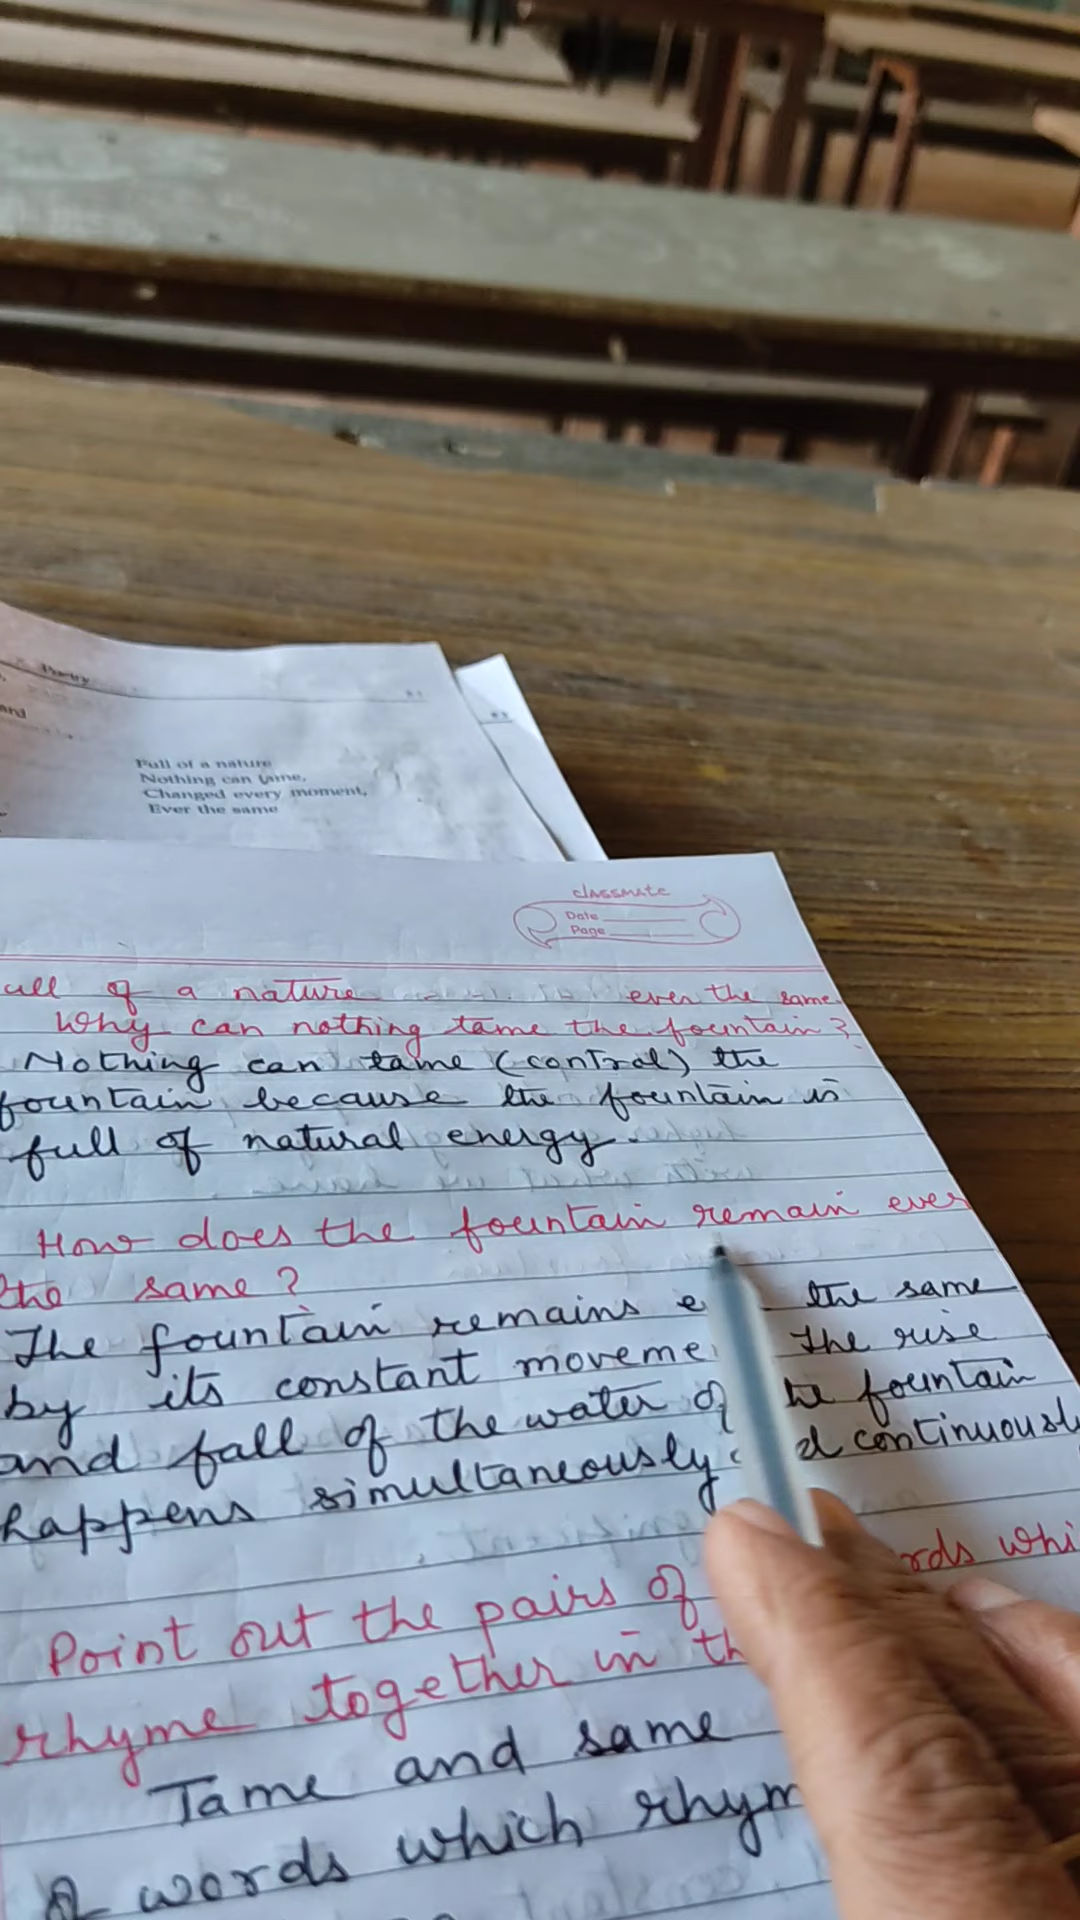 Poetry
Full of a nature
Nothing can tame,
Changed every moment,
Ever the same
classmate
Date
Page
ull of a nature ever the same.
Why can nothing tame the fountain?
Nothing can tame (control) the
fountain because the fountain is
full of natural energy.
How does the fountain remain ever
the same?
The fountain remains e the same
by its constant moveme The rise
and fall of the water of he fountain
happens simultaneously d continuously
Point out the pairs of rds whi
rhyme together in th
Tame and same
words which rhym